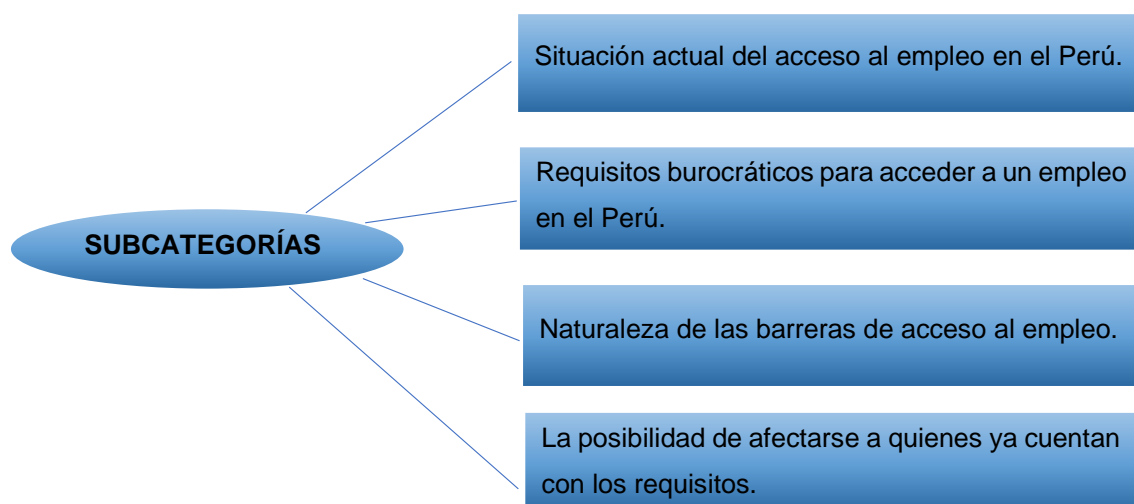 SUBCATEGORÍAS
Situación actual del acceso al empleo en el Perú.
Requisitos burocráticos para acceder a un empleo
en el Perú.
Naturaleza de las barreras de acceso al empleo.
La posibilidad de afectarse a quienes ya cuentan
con los requisitos.